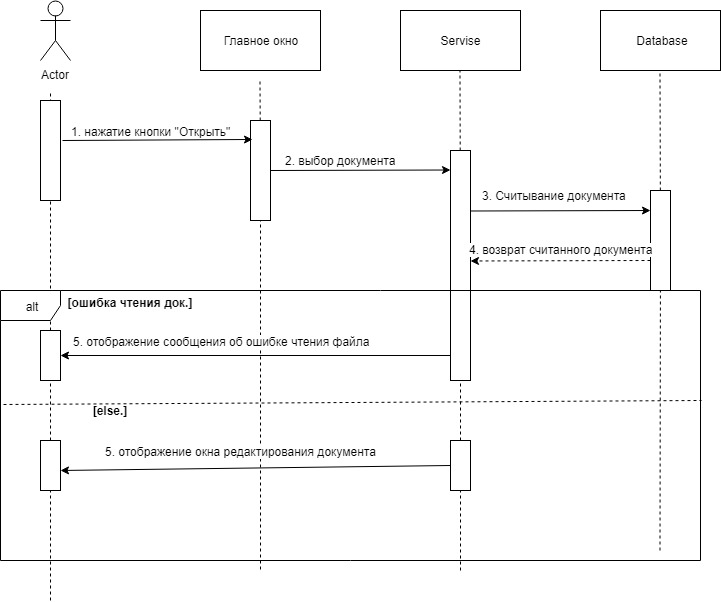 Actor
Главное окно
Servise
Database
1. нажатие кнопки "Открыть"
2. выбор документа
3. Считывание документа
4. возврат считанного документа
alt
[ошибка чтения док.]
5. отображение сообщения об ошибке чтения файла
[else.]
5. отображение окна редактирования документа